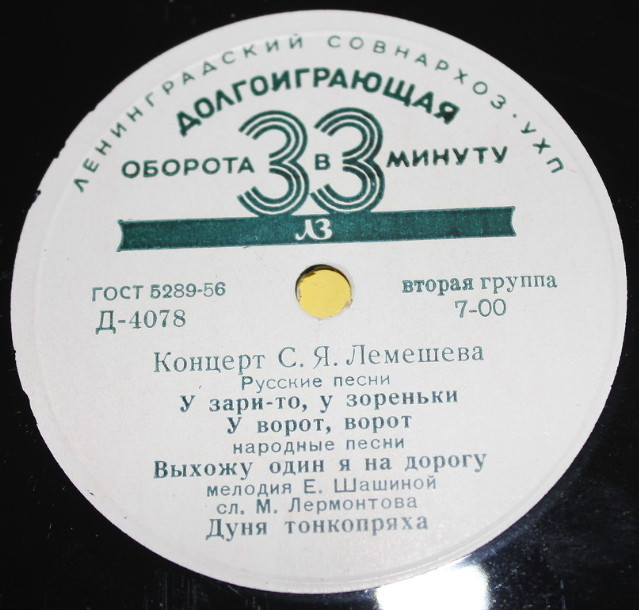 ЛЕНИНГРАДСКИЙ СОВНАРХОЗ · УХП
ДОЛГОИГРАЮЩАЯ
ОБОРОТА 33 В МИНУТУ
ЛЗ
ГОСТ 5289-56
Д-4078
вторая группа
7-00
Концерт С. Я. Лемешева
Русские песни
У зари-то, у зореньки
У ворот, ворот
народные песни
Выхожу один я на дорогу
мелодия Е. Шашиной
сл. М. Лермонтова
Дуня тонкопряха